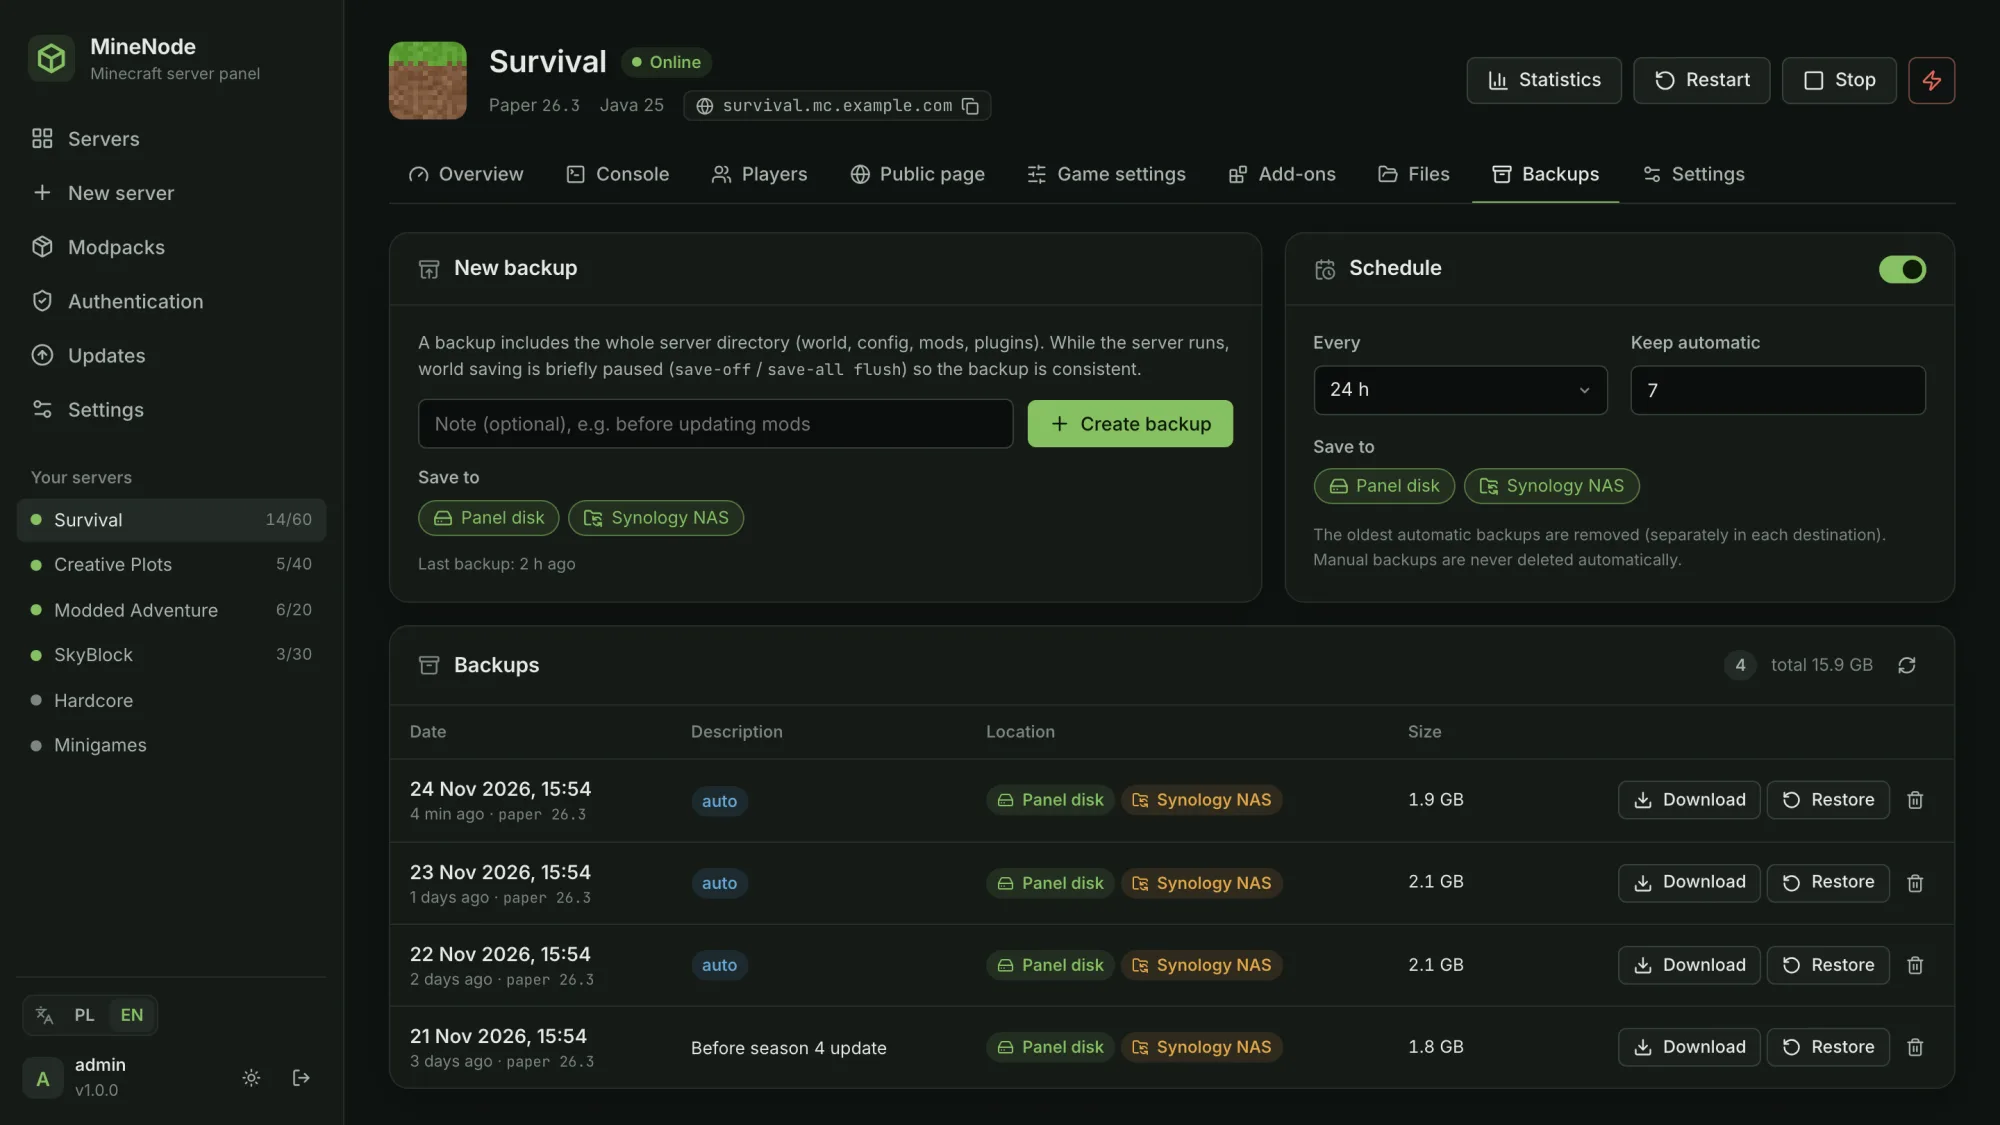 MineNode
Minecraft server panel
Servers
New server
Modpacks
Authentication
Updates
Settings
Your servers
Survival 14/60
Creative Plots 5/40
Modded Adventure 6/20
SkyBlock 3/30
Hardcore
Minigames
PL EN
A admin
v1.0.0
Survival Online
Paper 26.3 Java 25 survival.mc.example.com
Statistics Restart Stop
Overview Console Players Public page Game settings Add-ons Files Backups Settings
New backup
A backup includes the whole server directory (world, config, mods, plugins). While the server runs,
world saving is briefly paused (save-off / save-all flush) so the backup is consistent.
Note (optional), e.g. before updating mods
Create backup
Save to
Panel disk Synology NAS
Last backup: 2 h ago
Schedule
Every Keep automatic
24 h 7
Save to
Panel disk Synology NAS
The oldest automatic backups are removed (separately in each destination).
Manual backups are never deleted automatically.
Backups 4 total 15.9 GB
Date Description Location Size
24 Nov 2026, 15:54
4 min ago · paper 26.3
auto Panel disk Synology NAS 1.9 GB Download Restore
23 Nov 2026, 15:54
1 days ago · paper 26.3
auto Panel disk Synology NAS 2.1 GB Download Restore
22 Nov 2026, 15:54
2 days ago · paper 26.3
auto Panel disk Synology NAS 2.1 GB Download Restore
21 Nov 2026, 15:54
3 days ago · paper 26.3
Before season 4 update Panel disk Synology NAS 1.8 GB Download Restore